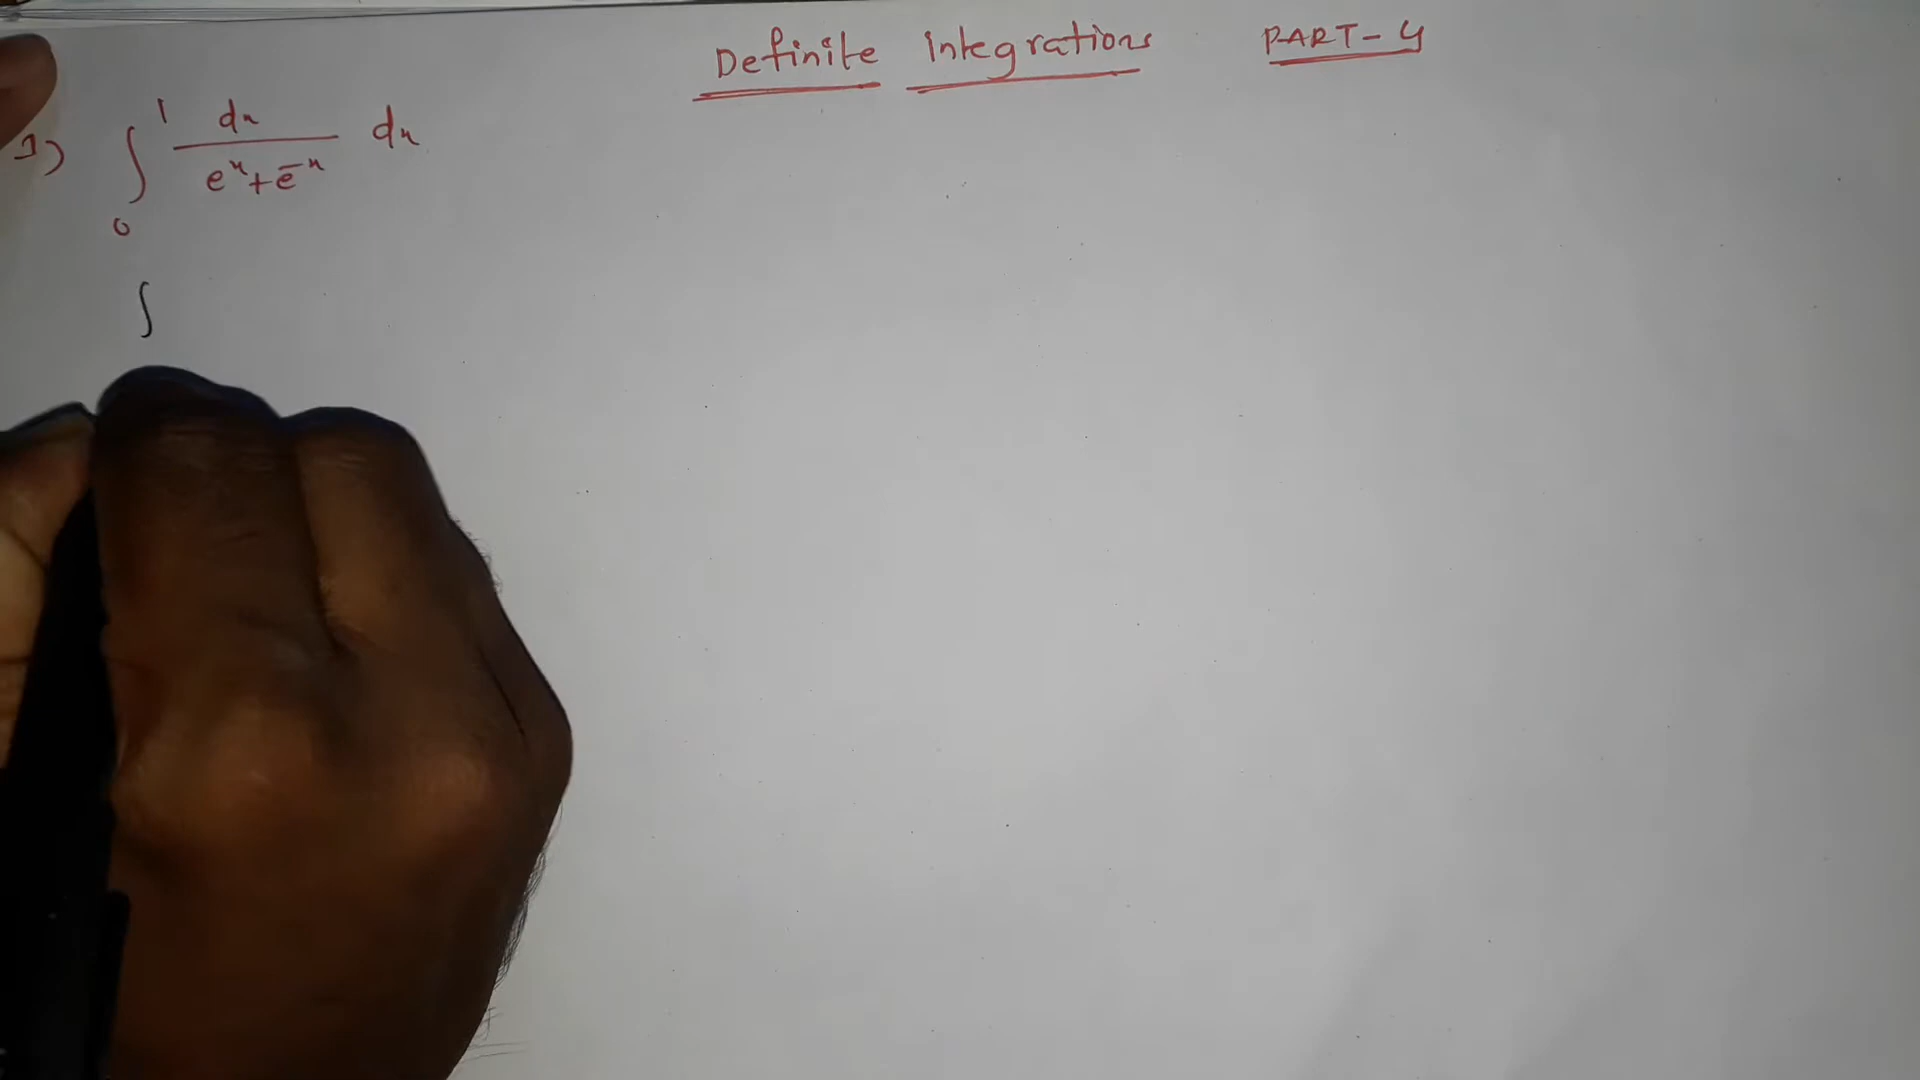 Definite Integrations PART-4
1) ∫₀¹ dx/(eˣ+e⁻ˣ) dx
∫